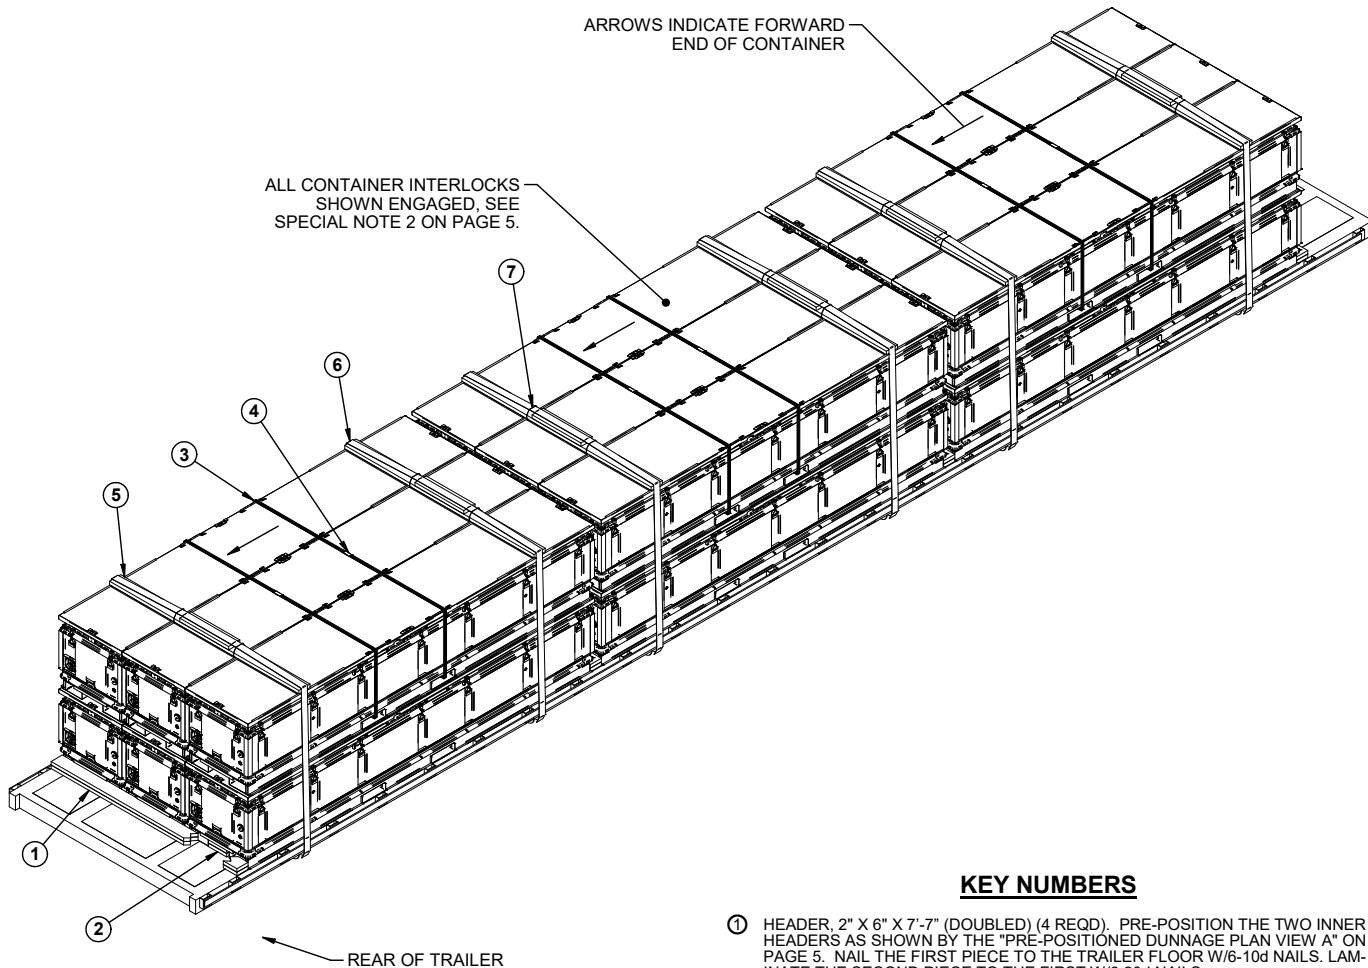 ARROWS INDICATE FORWARD
END OF CONTAINER
ALL CONTAINER INTERLOCKS
SHOWN ENGAGED, SEE
SPECIAL NOTE 2 ON PAGE 5.
7
6
4
3
5
1
2
REAR OF TRAILER
KEY NUMBERS
① HEADER, 2" X 6" X 7'-7" (DOUBLED) (4 REQD). PRE-POSITION THE TWO INNER
HEADERS AS SHOWN BY THE "PRE-POSITIONED DUNNAGE PLAN VIEW A" ON
PAGE 5. NAIL THE FIRST PIECE TO THE TRAILER FLOOR W/6-10d NAILS. LAM-